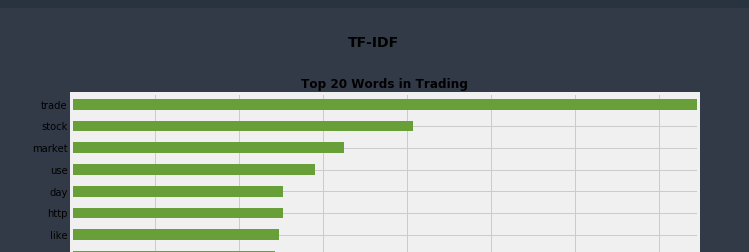 TF-IDF
Top 20 Words in Trading
trade
stock
market
use
day
http
like